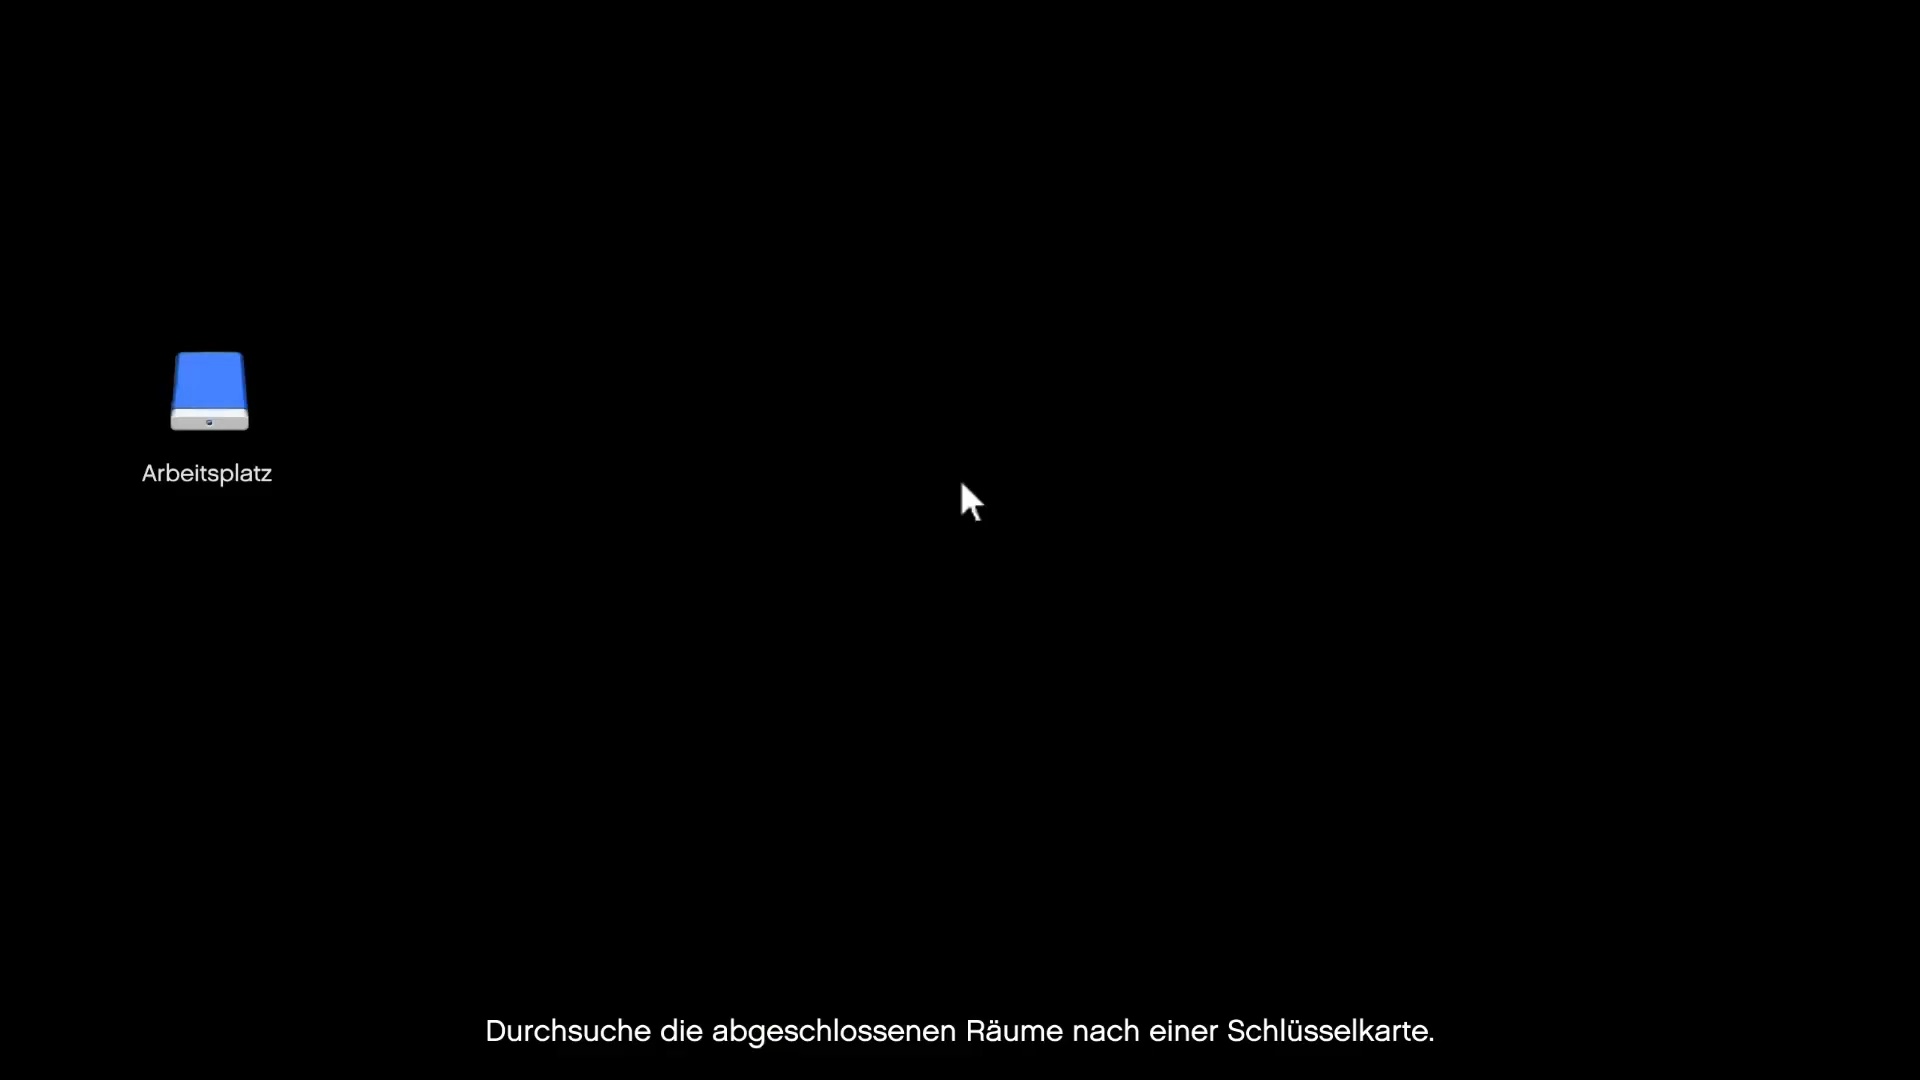 Arbeitsplatz
Durchsuche die abgeschlossenen Räume nach einer Schlüsselkarte.